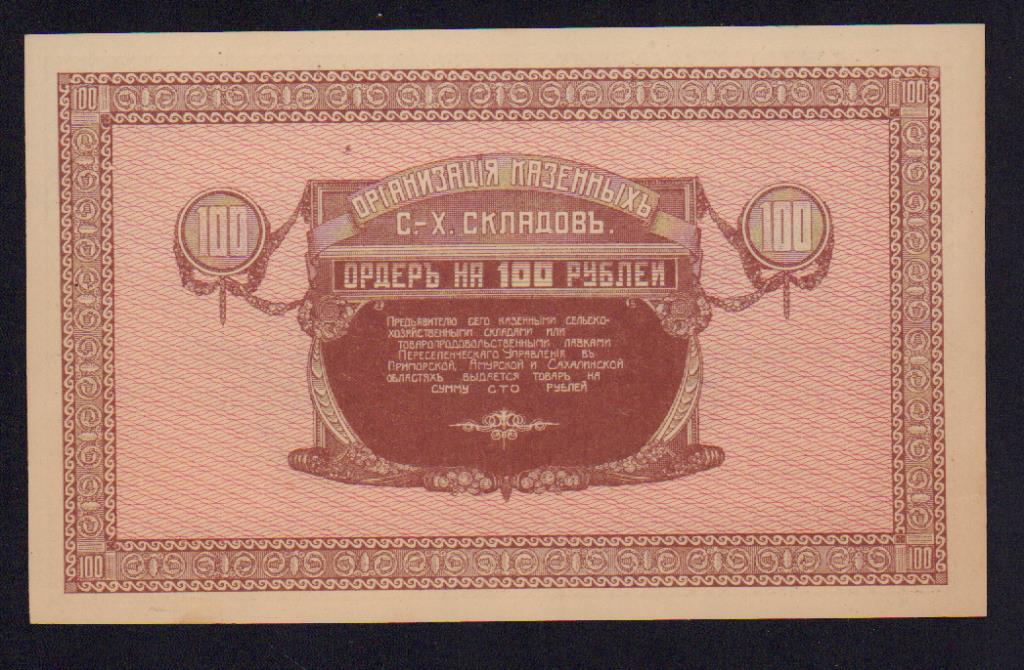 100 100
ОРГАНИЗАЦІЯ КАЗЕННЫХЪ
С.-Х. СКЛАДОВЪ.
100 100
ОРДЕРЪ НА 100 РУБЛЕЙ
Предъявителю сего казенными сельско-
хозяйственными складами или
товаропродовольственными лавками
Переселенческаго Управленія въ
Приморской, Амурской и Сахалинской
областяхъ выдается товаръ на
сумму сто рублей
100 100